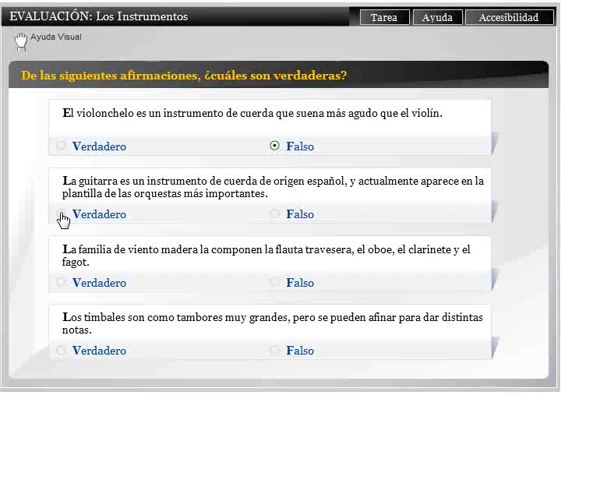 EVALUACIÓN: Los Instrumentos
Tarea
Ayuda
Accesibilidad
Ayuda Visual
De las siguientes afirmaciones, ¿cuáles son verdaderas?
El violonchelo es un instrumento de cuerda que suena más agudo que el violín.
Verdadero
Falso
La guitarra es un instrumento de cuerda de origen español, y actualmente aparece en la
plantilla de las orquestas más importantes.
Verdadero
Falso
La familia de viento madera la componen la flauta travesera, el oboe, el clarinete y el
fagot.
Verdadero
Falso
Los timbales son como tambores muy grandes, pero se pueden afinar para dar distintas
notas.
Verdadero
Falso